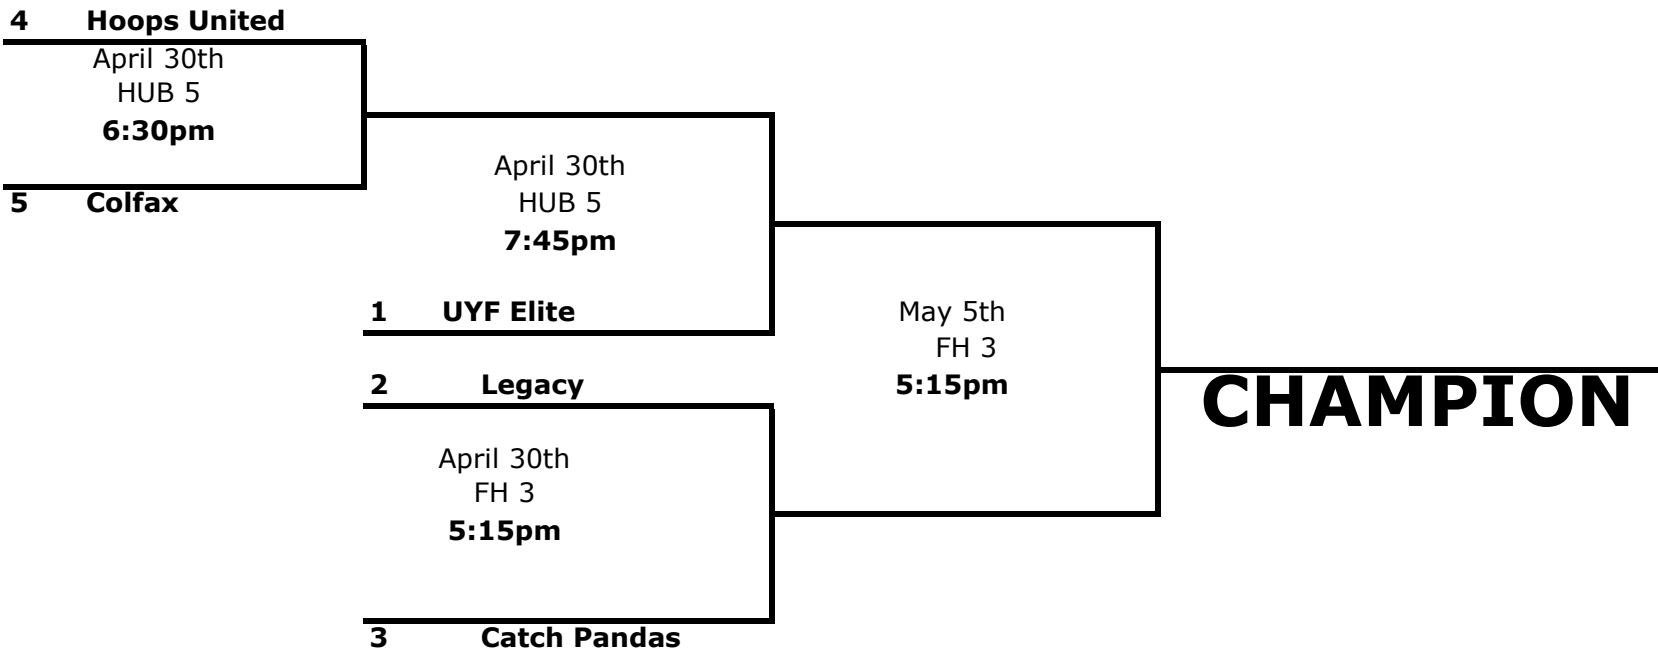 4 Hoops United
April 30th
HUB 5
6:30pm
5 Colfax
April 30th
HUB 5
7:45pm
1 UYF Elite
2 Legacy
April 30th
FH 3
5:15pm
3 Catch Pandas
May 5th
FH 3
5:15pm
CHAMPION